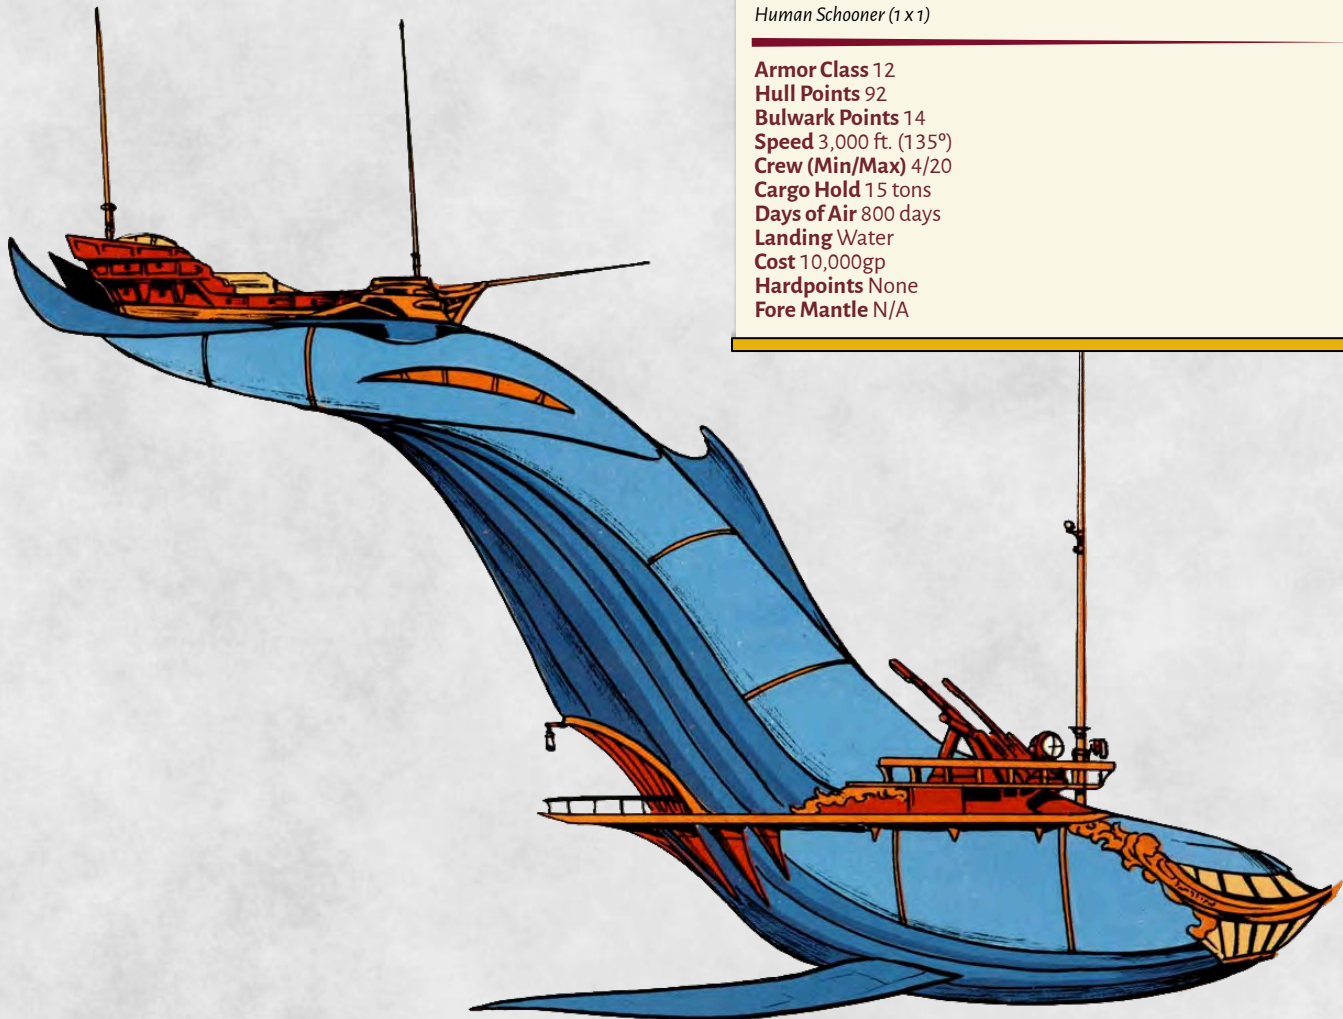 Human Schooner (1 x 1)
Armor Class 12
Hull Points 92
Bulwark Points 14
Speed 3,000 ft. (135º)
Crew (Min/Max) 4/20
Cargo Hold 15 tons
Days of Air 800 days
Landing Water
Cost 10,000gp
Hardpoints None
Fore Mantle N/A